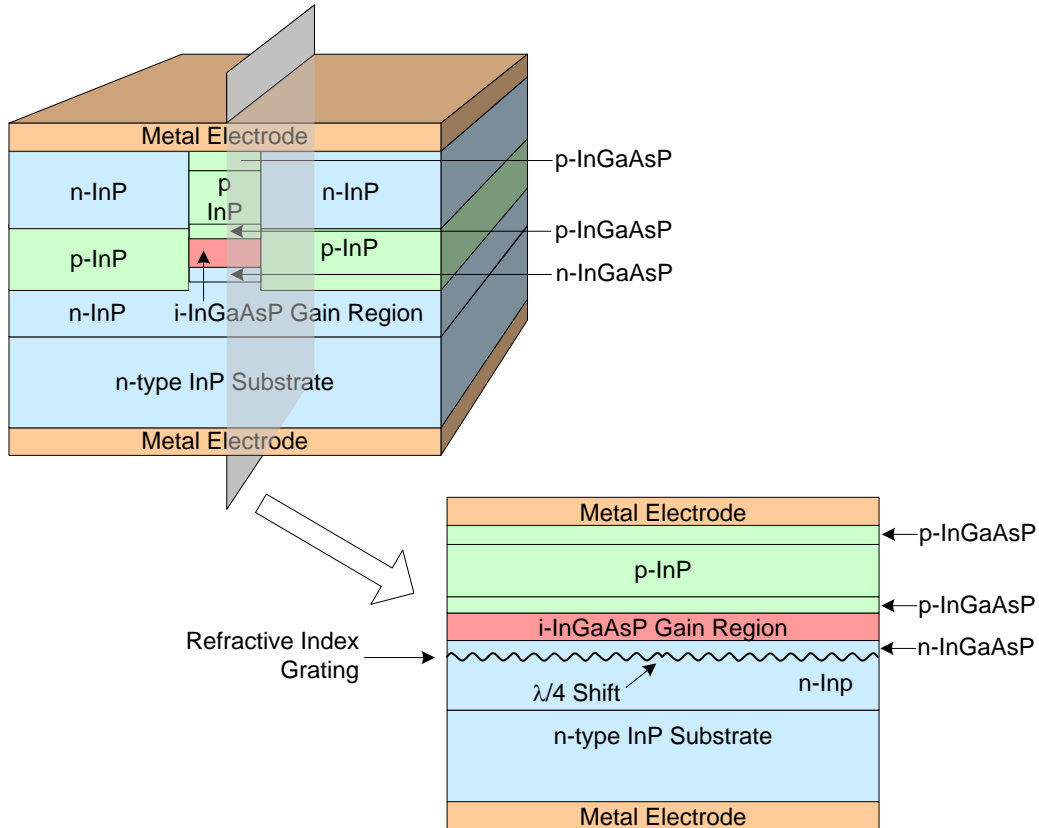 Metal Electrode
p-InGaAsP
n-InP
p
InP
n-InP
p-InGaAsP
p-InP
p-InP
n-InGaAsP
n-InP
i-InGaAsP Gain Region
n-type InP Substrate
Metal Electrode
Metal Electrode
p-InGaAsP
p-InP
p-InGaAsP
i-InGaAsP Gain Region
Refractive Index
Grating
n-InGaAsP
n-Inp
λ/4 Shift
n-type InP Substrate
Metal Electrode